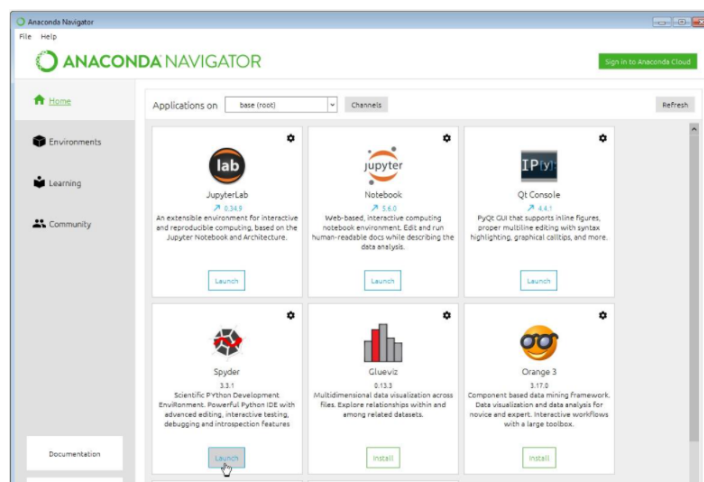 Anaconda Navigator
File Help
ANACONDA NAVIGATOR
Sign in to Anaconda Cloud
Home
Environments
Learning
Community
Documentation
Applications on base (root) Channels Refresh
lab
JupyterLab
0.34.9
An extensible environment for interactive
and reproducible computing, based on the
Jupyter Notebook and Architecture.
Launch
jupyter
Notebook
5.6.0
Web-based, interactive computing
notebook environment. Edit and run
human-readable docs while describing the
data analysis.
Launch
IP[y]:
Qt Console
4.4.1
PyQt GUI that supports inline figures,
proper multiline editing with syntax
highlighting, graphical calltips, and more.
Launch
Spyder
3.3.1
Scientific PYthon Development
EnviRonment. Powerful Python IDE with
advanced editing, interactive testing,
debugging and introspection features
Launch
Glueviz
0.13.3
Multidimensional data visualization across
files. Explore relationships within and
among related datasets.
Install
Orange 3
3.17.0
Component based data mining framework.
Data visualization and data analysis for
novice and expert. Interactive workflows
with a large toolbox.
Install